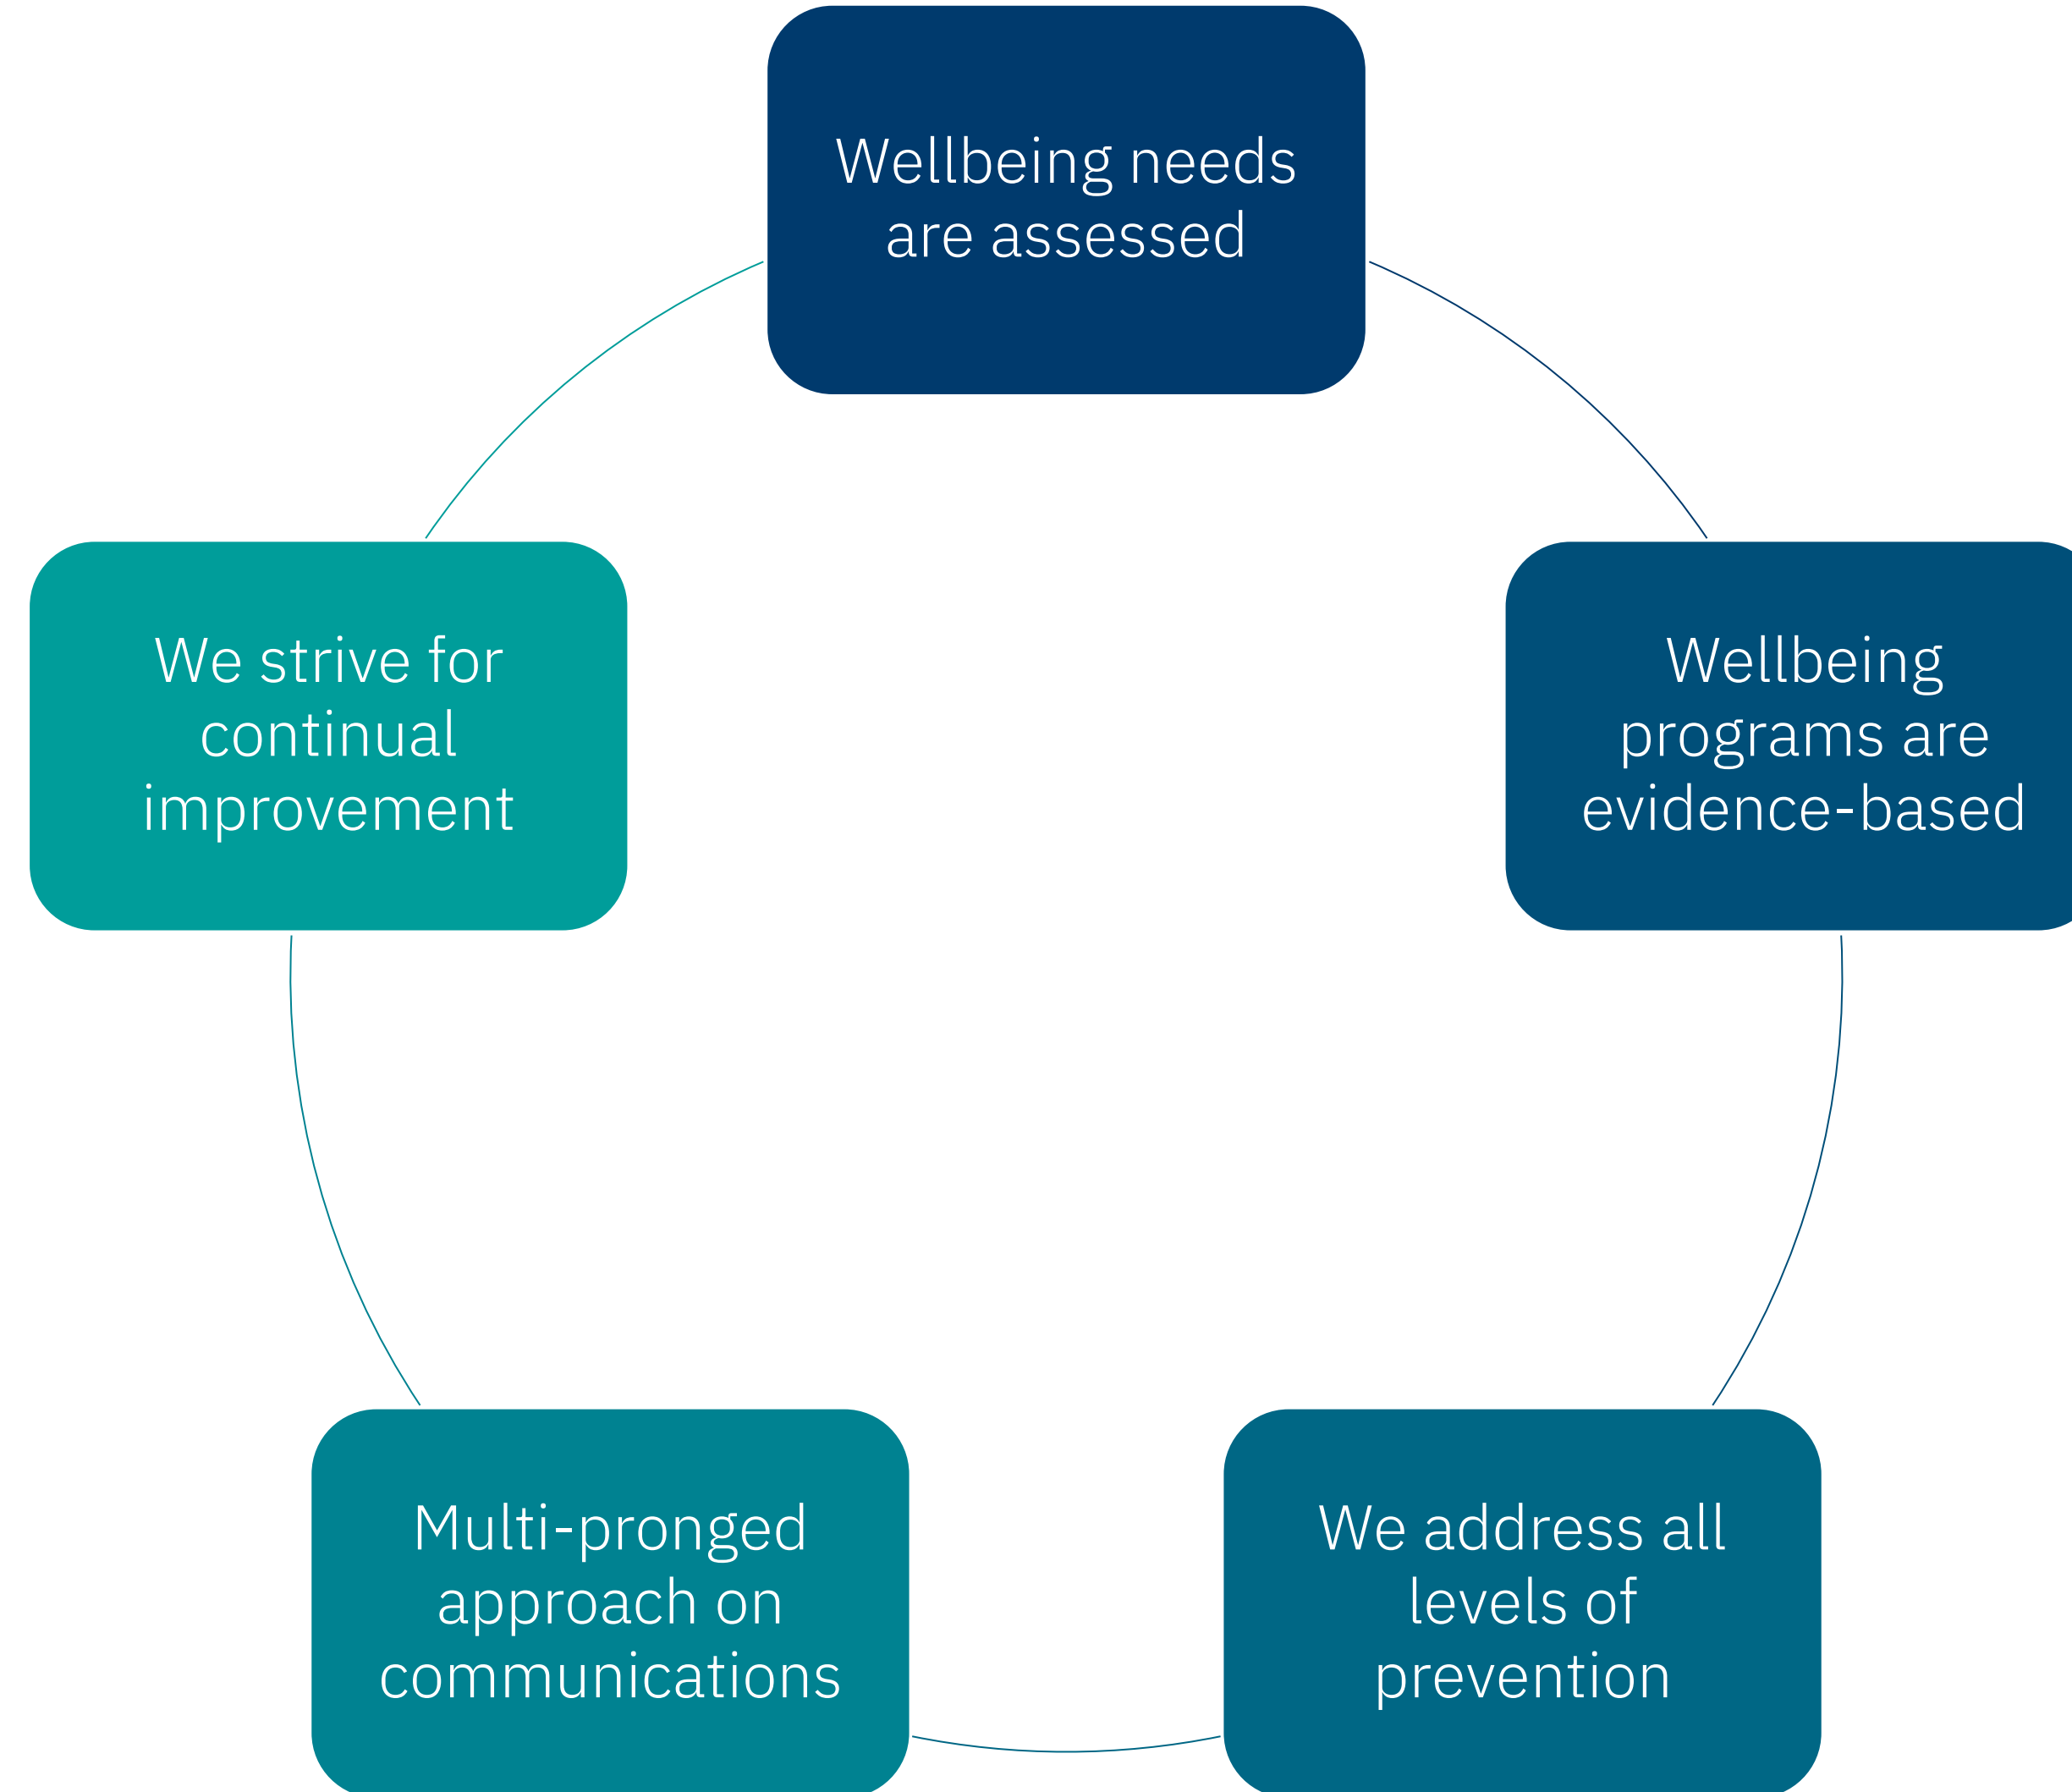 Wellbeing needs
are assessed
Wellbeing
programs are
evidence-based
We address all
levels of
prevention
Multi-pronged
approach on
communications
We strive for
continual
improvement